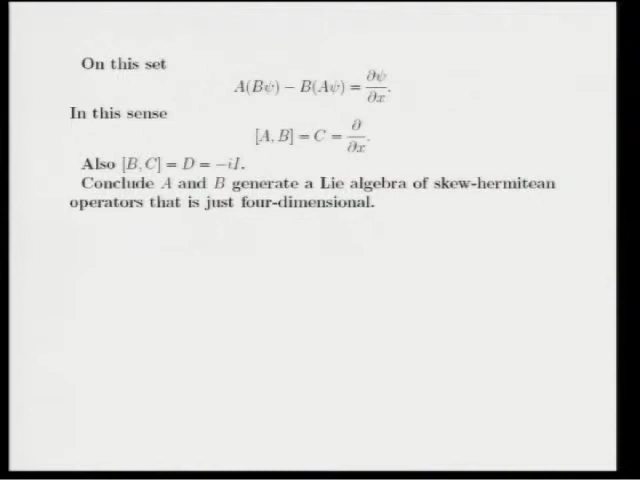 On this set
A(Bψ) − B(Aψ) = ∂ψ/∂x.
In this sense
[A, B] = C = ∂/∂x.
Also [B, C] = D = −iI.
Conclude A and B generate a Lie algebra of skew-hermitean
operators that is just four-dimensional.